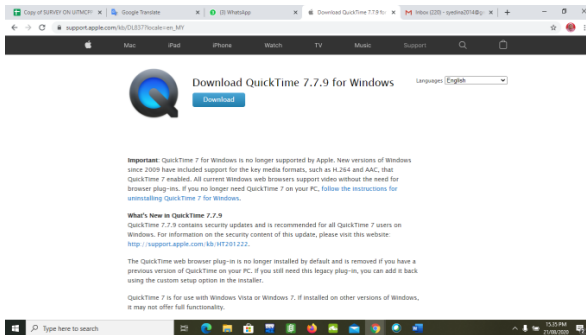 Copy of SURVEY ON UiTMCF
Google Translate
(3) WhatsApp
Download QuickTime 7.7.9 for
Inbox (220) - syedina2014@g
support.apple.com/kb/DL837?locale=en_MY
Mac iPad iPhone Watch TV Music Support
Download QuickTime 7.7.9 for Windows
Languages English
Download
Important: QuickTime 7 for Windows is no longer supported by Apple. New versions of Windows
since 2009 have included support for the key media formats, such as H.264 and AAC, that
QuickTime 7 enabled. All current Windows web browsers support video without the need for
browser plug-ins. If you no longer need QuickTime 7 on your PC, follow the instructions for
uninstalling QuickTime 7 for Windows.
What's New in QuickTime 7.7.9
QuickTime 7.7.9 contains security updates and is recommended for all QuickTime 7 users on
Windows. For information on the security content of this update, please visit this website:
http://support.apple.com/kb/HT201222.
The QuickTime web browser plug-in is no longer installed by default and is removed if you have a
previous version of QuickTime on your PC. If you still need this legacy plug-in, you can add it back
using the custom setup option in the installer.
QuickTime 7 is for use with Windows Vista or Windows 7. If installed on other versions of Windows,
it may not offer full functionality.
Type here to search
15:35 PM
21/08/2020